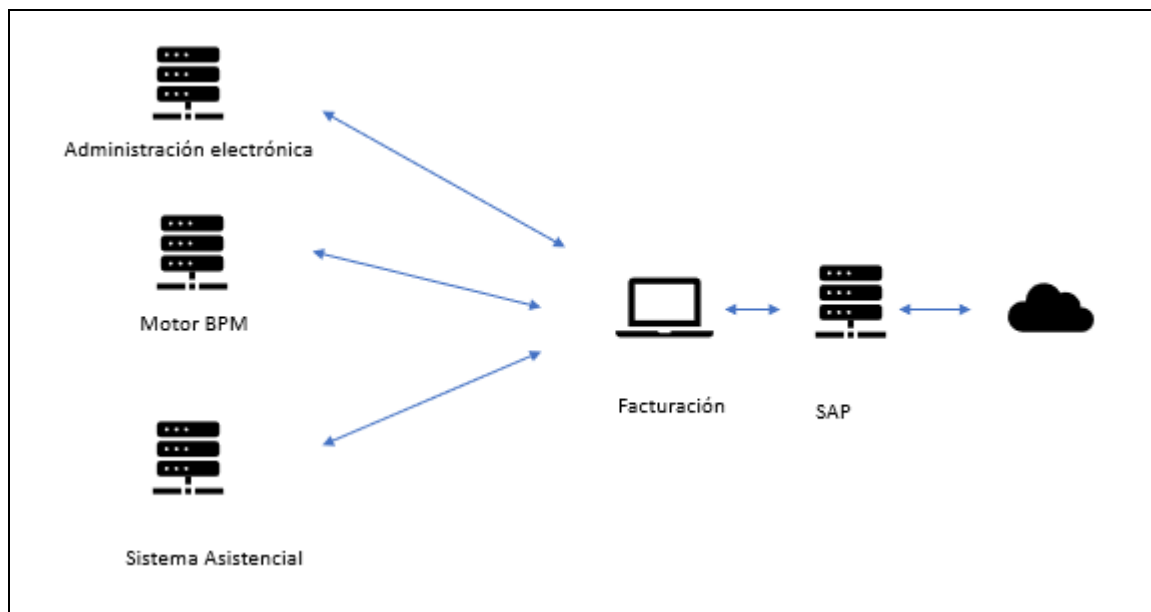 Administración electrónica
Motor BPM
Facturación
SAP
Sistema Asistencial